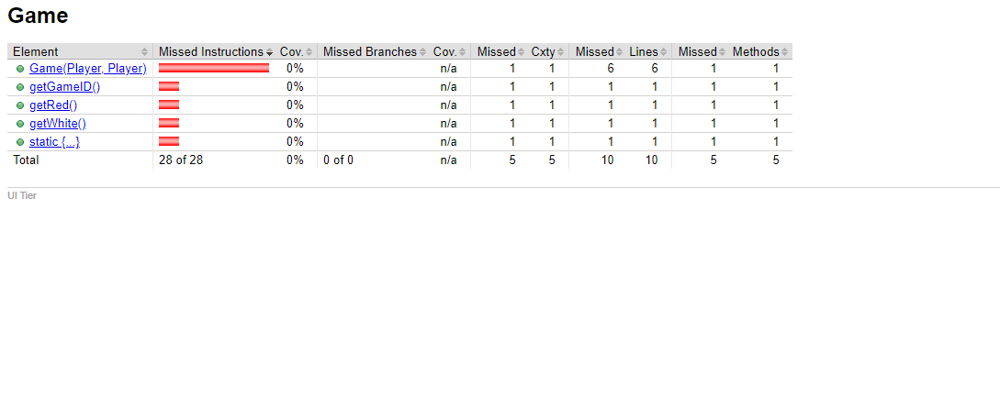 Game
Element Missed Instructions Cov. Missed Branches Cov. Missed Cxty Missed Lines Missed Methods
Game(Player, Player) 0% n/a 1 1 6 6 1 1
getGameID() 0% n/a 1 1 1 1 1 1
getRed() 0% n/a 1 1 1 1 1 1
getWhite() 0% n/a 1 1 1 1 1 1
static {...} 0% n/a 1 1 1 1 1 1
Total 28 of 28 0% 0 of 0 n/a 5 5 10 10 5 5
UI Tier